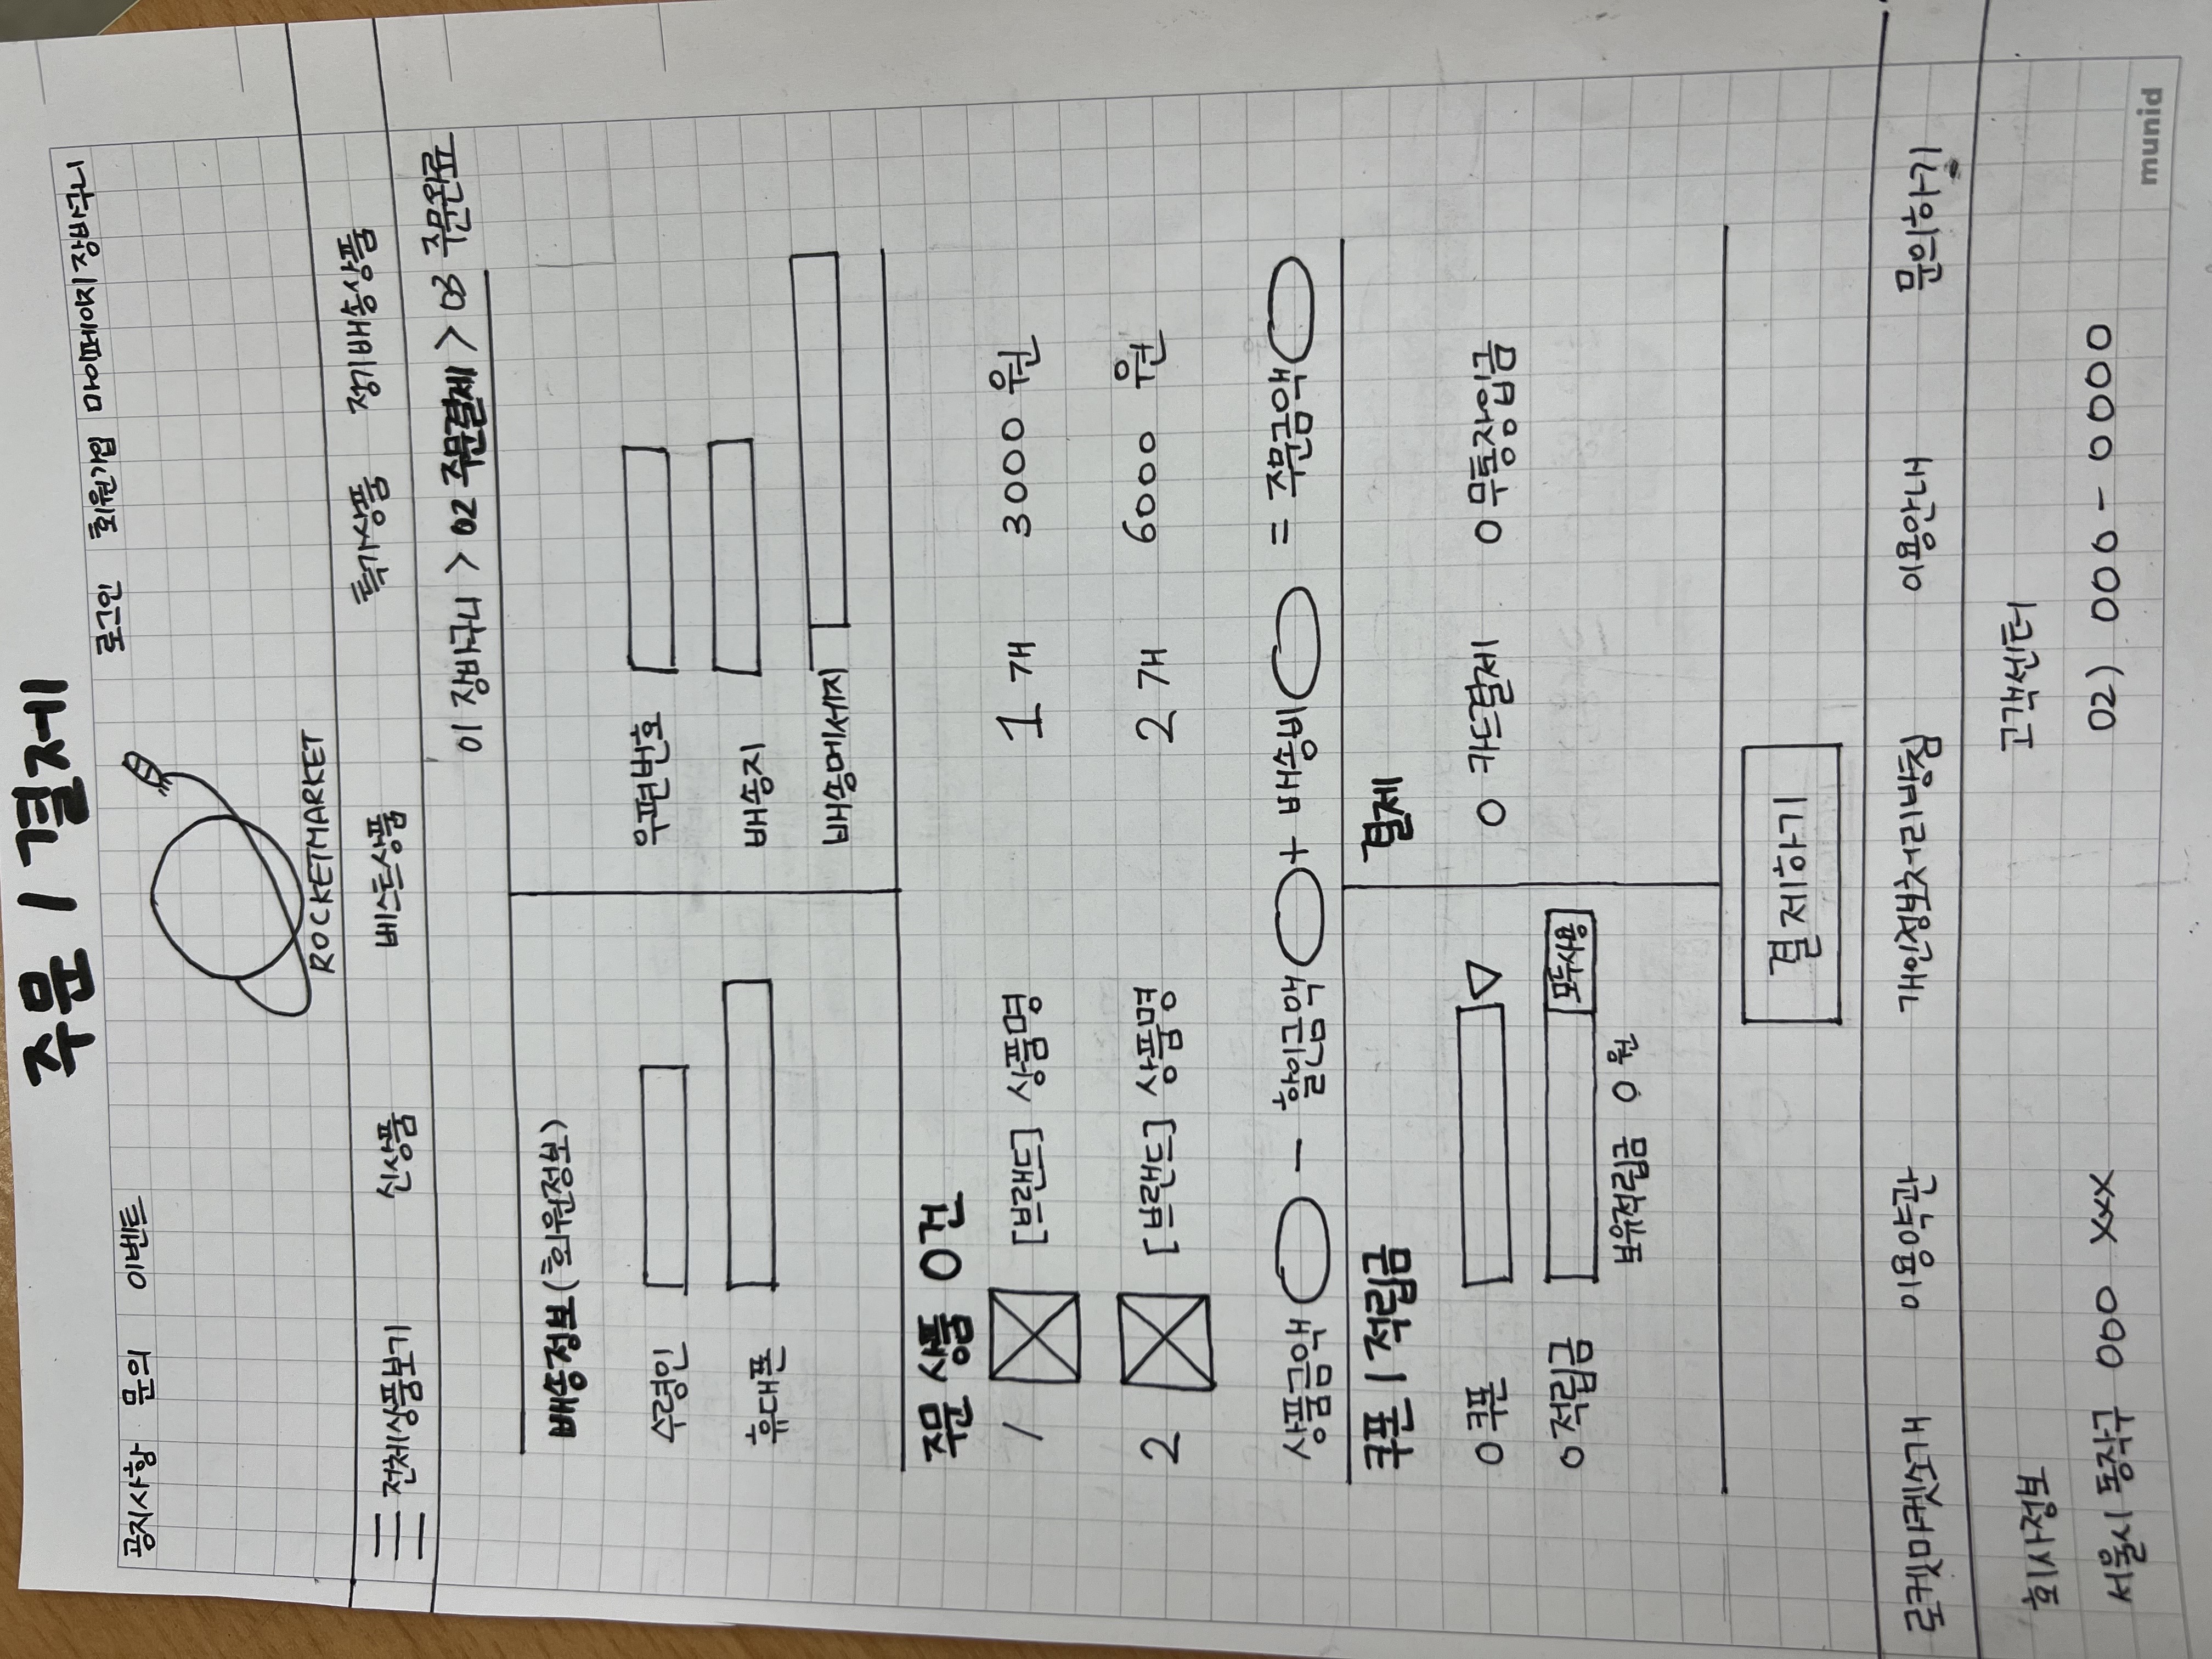 주문 / 결제
공지사항 문의 이벤트 로그인 회원가입 마이페이지 장바구니
ROCKETMARKET
전체상품보기 신상품 베스트상품 특가상품 정기배송상품
01 장바구니 > 02 주문결제 > 03 주문완료
배송정보 (회원정보)
수령인
휴대폰
우편번호
배송지
배송메세지
주문 상품 0건
1 [브랜드] 상품명 1 개 3000 원
2 [브랜드] 상품명 2 개 6000 원
상품금액 - 할인금액 + 배송비 = 주문금액
쿠폰 / 적립금
쿠폰
적립금 모두사용
보유적립금 0 원
결제
카드결제 무통장입금
결제하기
로켓마켓소개 이용약관 개인정보처리방침 이용안내 문의하기
회사정보
서울시 동작구 000 XXX
고객센터
02) 000-0000
munid